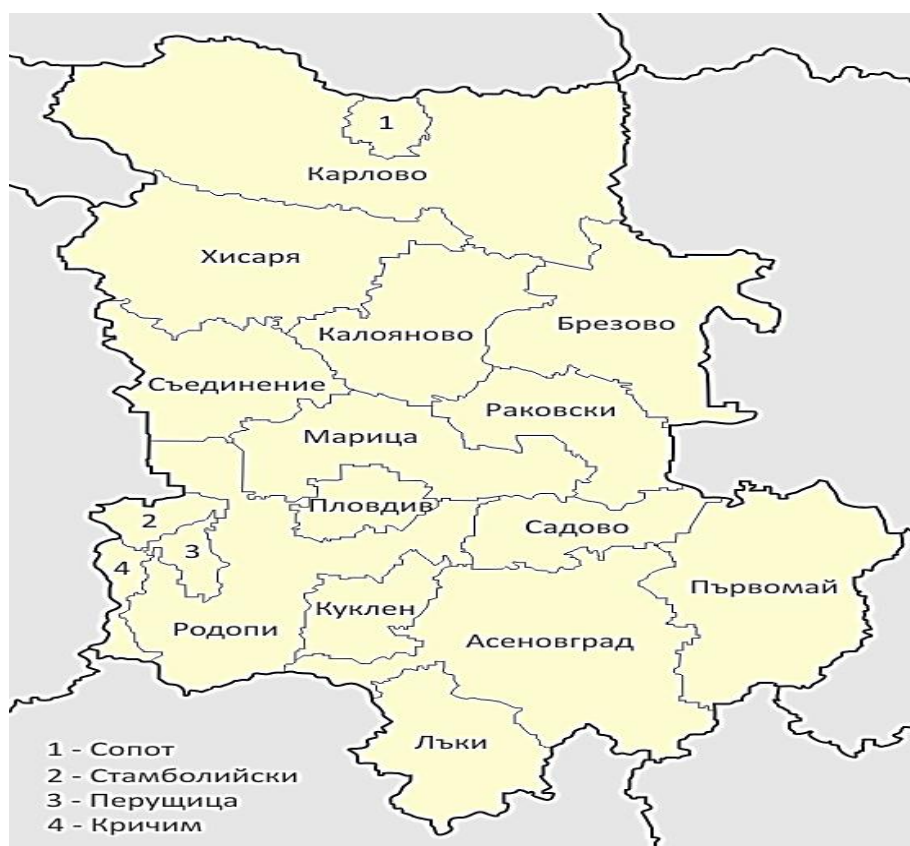 1
Карлово
Хисаря
Брезово
Калояново
Съединение
Раковски
Марица
Пловдив
Садово
2
3
4
Първомай
Куклен
Родопи
Асеновград
Лъки
1 - Сопот
2 - Стамболийски
3 - Перущица
4 - Кричим